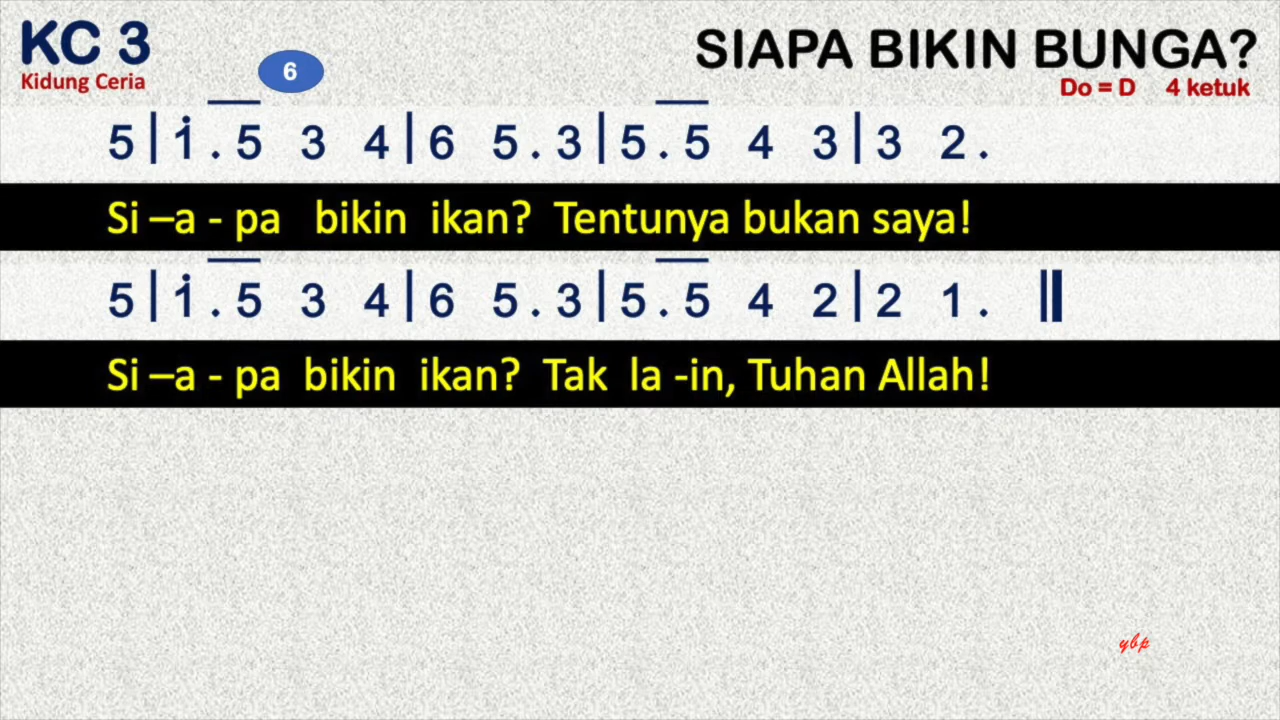 KC 3
Kidung Ceria
6
SIAPA BIKIN BUNGA?
Do = D 4 ketuk
5 | 1̇ . 5 3 4 | 6 5 . 3 | 5 . 5 4 3 | 3 2 .
Si –a - pa bikin ikan? Tentunya bukan saya!
5 | 1̇ . 5 3 4 | 6 5 . 3 | 5 . 5 4 2 | 2 1 . ||
Si –a - pa bikin ikan? Tak la -in, Tuhan Allah!
ybp